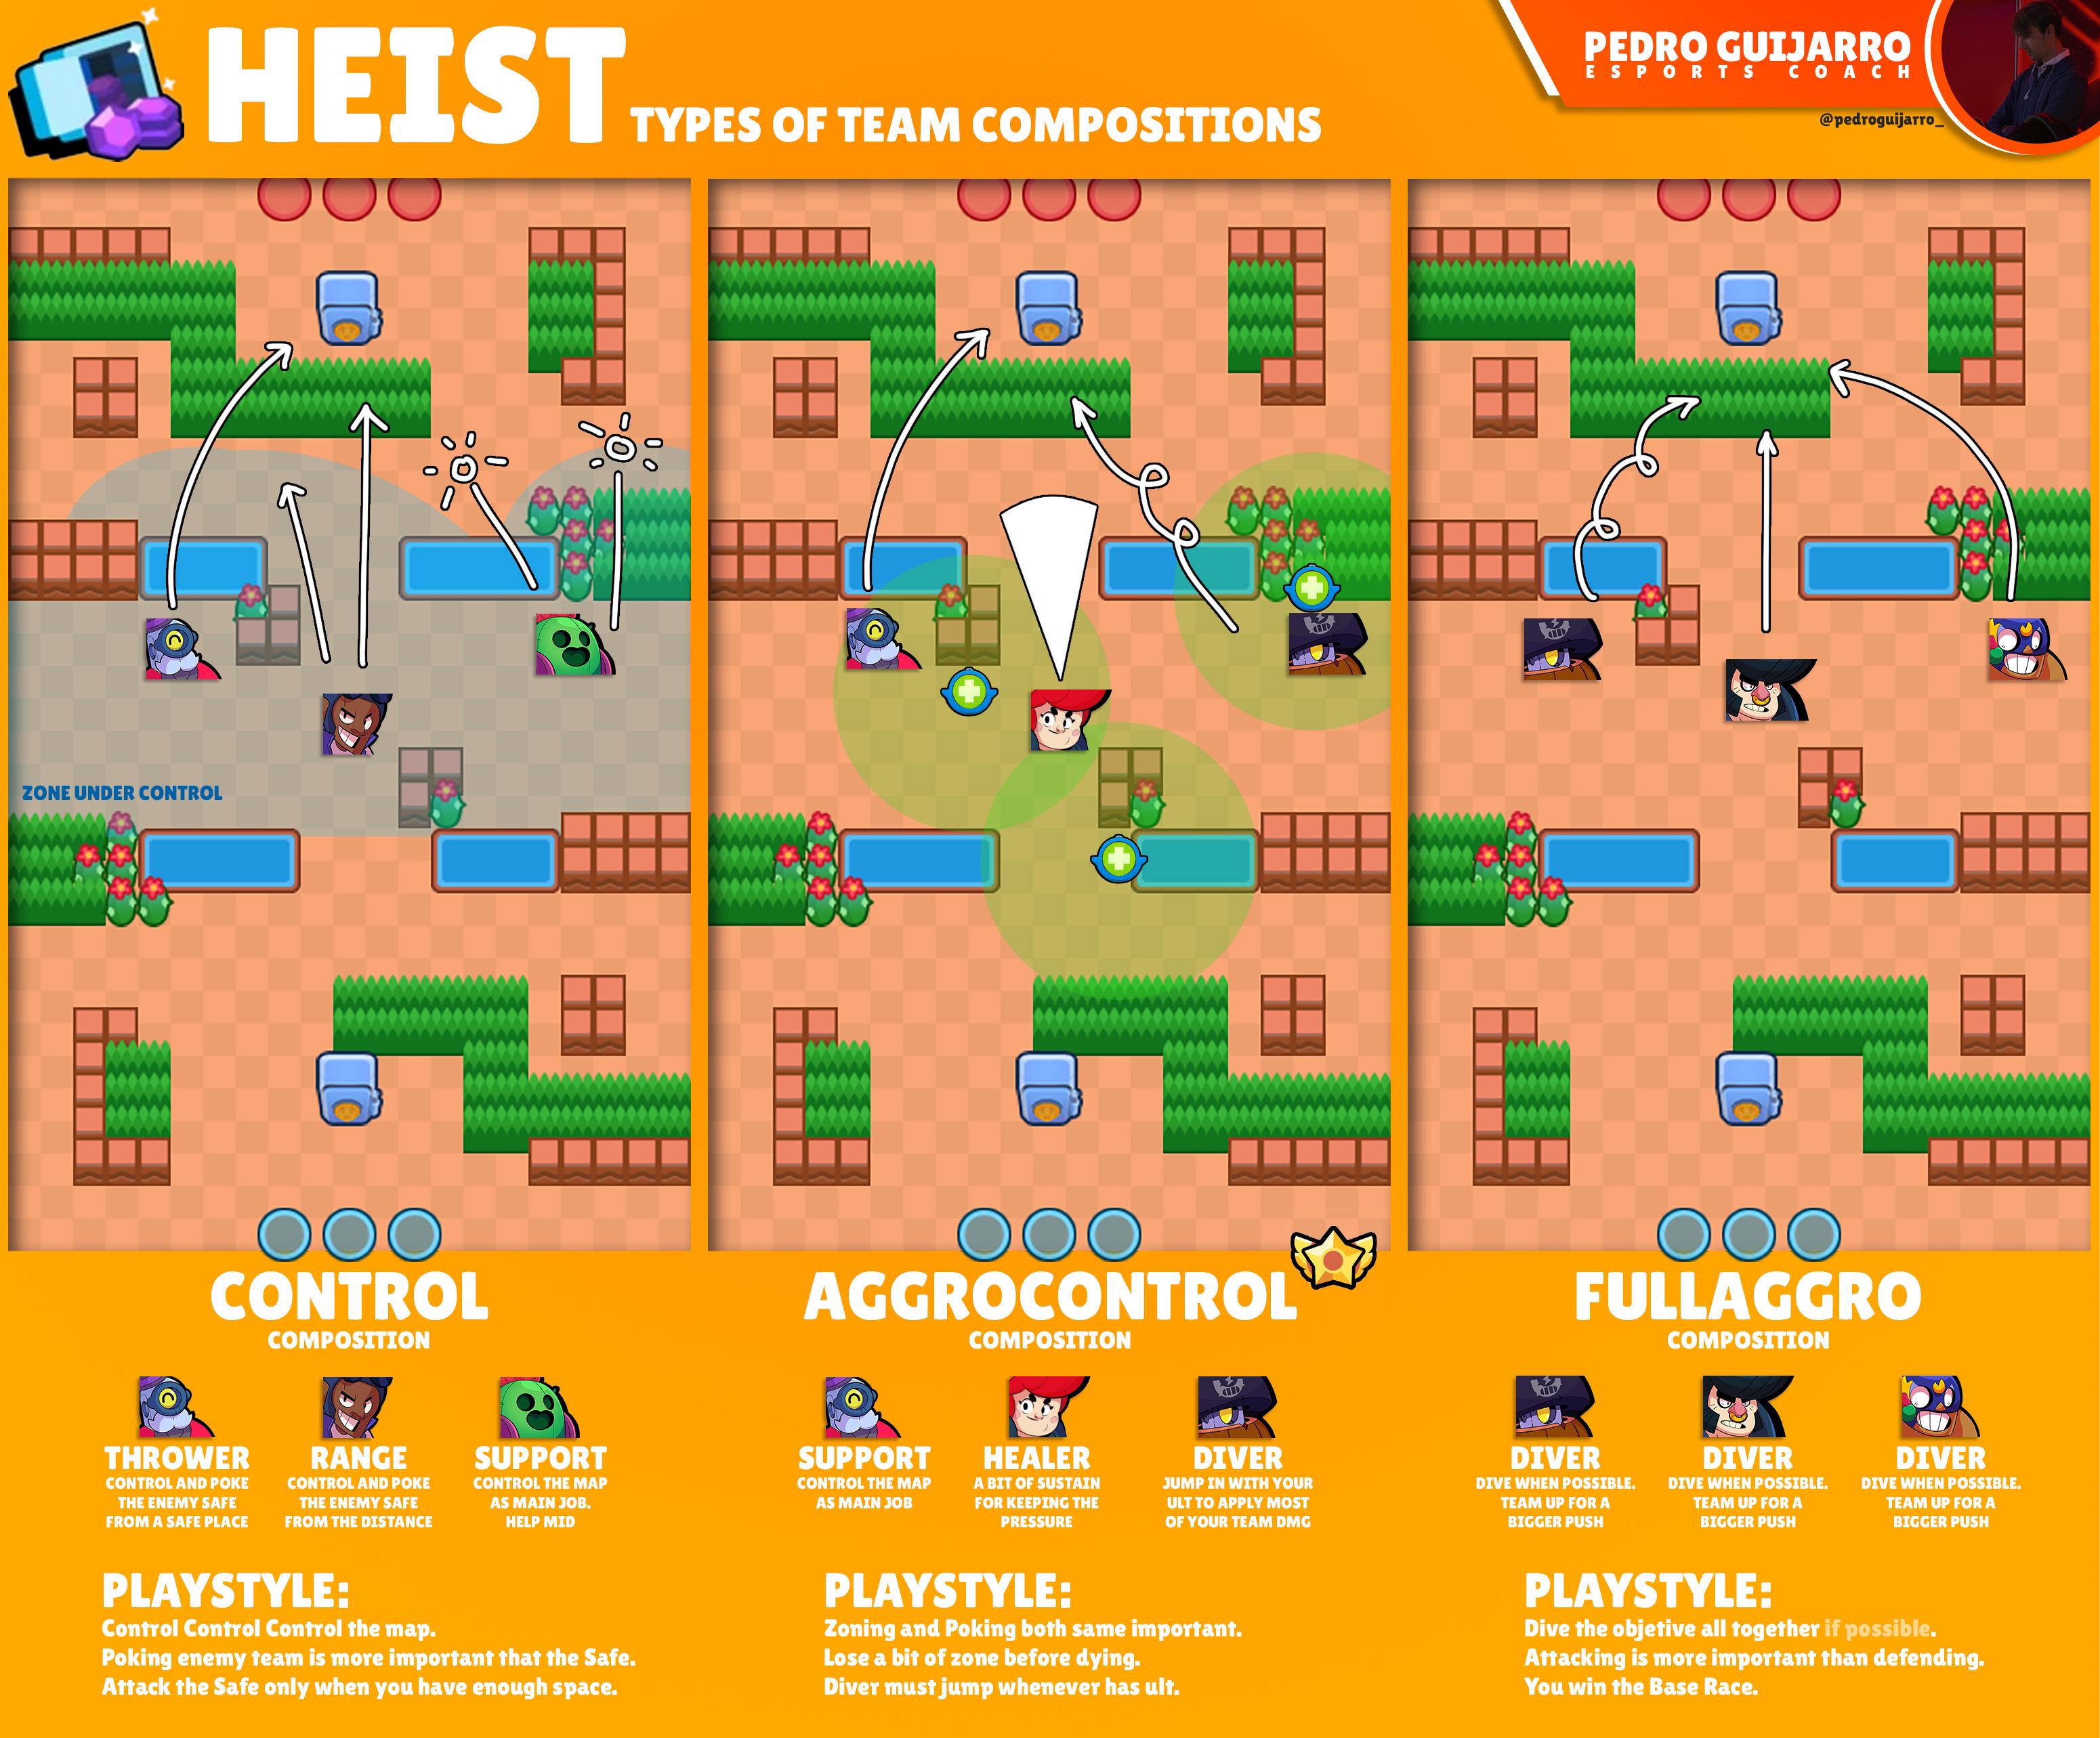 HEIST
TYPES OF TEAM COMPOSITIONS
PEDRO GUIJARRO
ESPORTS COACH
@pedroguijarro_
ZONE UNDER CONTROL
CONTROL
COMPOSITION
THROWER
CONTROL AND POKE
THE ENEMY SAFE
FROM A SAFE PLACE
RANGE
CONTROL AND POKE
THE ENEMY SAFE
FROM THE DISTANCE
SUPPORT
CONTROL THE MAP
AS MAIN JOB.
HELP MID
PLAYSTYLE:
Control Control Control the map.
Poking enemy team is more important that the Safe.
Attack the Safe only when you have enough space.
AGGROCONTROL
COMPOSITION
SUPPORT
CONTROL THE MAP
AS MAIN JOB
HEALER
A BIT OF SUSTAIN
FOR KEEPING THE
PRESSURE
DIVER
JUMP IN WITH YOUR
ULT TO APPLY MOST
OF YOUR TEAM DMG
PLAYSTYLE:
Zoning and Poking both same important.
Lose a bit of zone before dying.
Diver must jump whenever has ult.
FULLAGGRO
COMPOSITION
DIVER
DIVE WHEN POSSIBLE.
TEAM UP FOR A
BIGGER PUSH
DIVER
DIVE WHEN POSSIBLE.
TEAM UP FOR A
BIGGER PUSH
DIVER
DIVE WHEN POSSIBLE.
TEAM UP FOR A
BIGGER PUSH
PLAYSTYLE:
Dive the objetive all together if possible.
Attacking is more important than defending.
You win the Base Race.